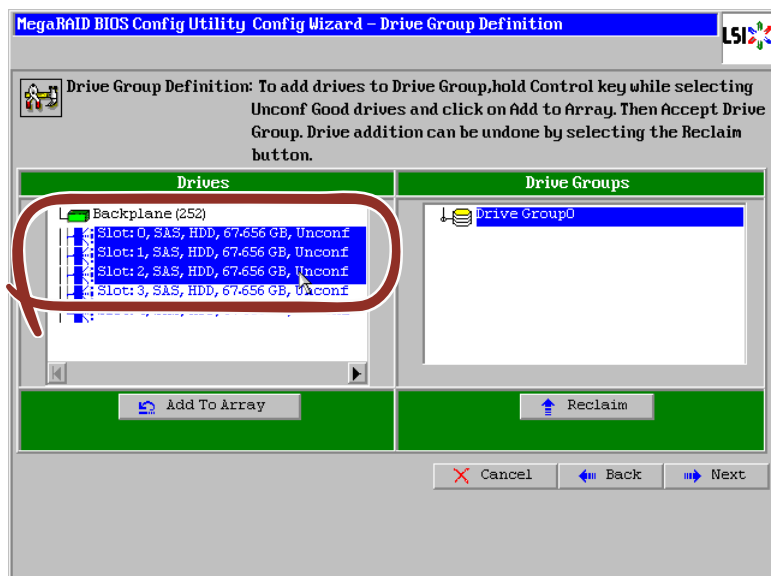 MegaRAID BIOS Config Utility Config Wizard – Drive Group Definition
LSI
Drive Group Definition: To add drives to Drive Group,hold Control key while selecting
Unconf Good drives and click on Add to Array. Then Accept Drive
Group. Drive addition can be undone by selecting the Reclaim
button.
Drives
Drive Groups
Backplane (252)
Slot: 0, SAS, HDD, 67.656 GB, Unconf
Slot: 1, SAS, HDD, 67.656 GB, Unconf
Slot: 2, SAS, HDD, 67.656 GB, Unconf
Slot: 3, SAS, HDD, 67.656 GB, Unconf
Drive Group0
Add To Array
Reclaim
Cancel
Back
Next